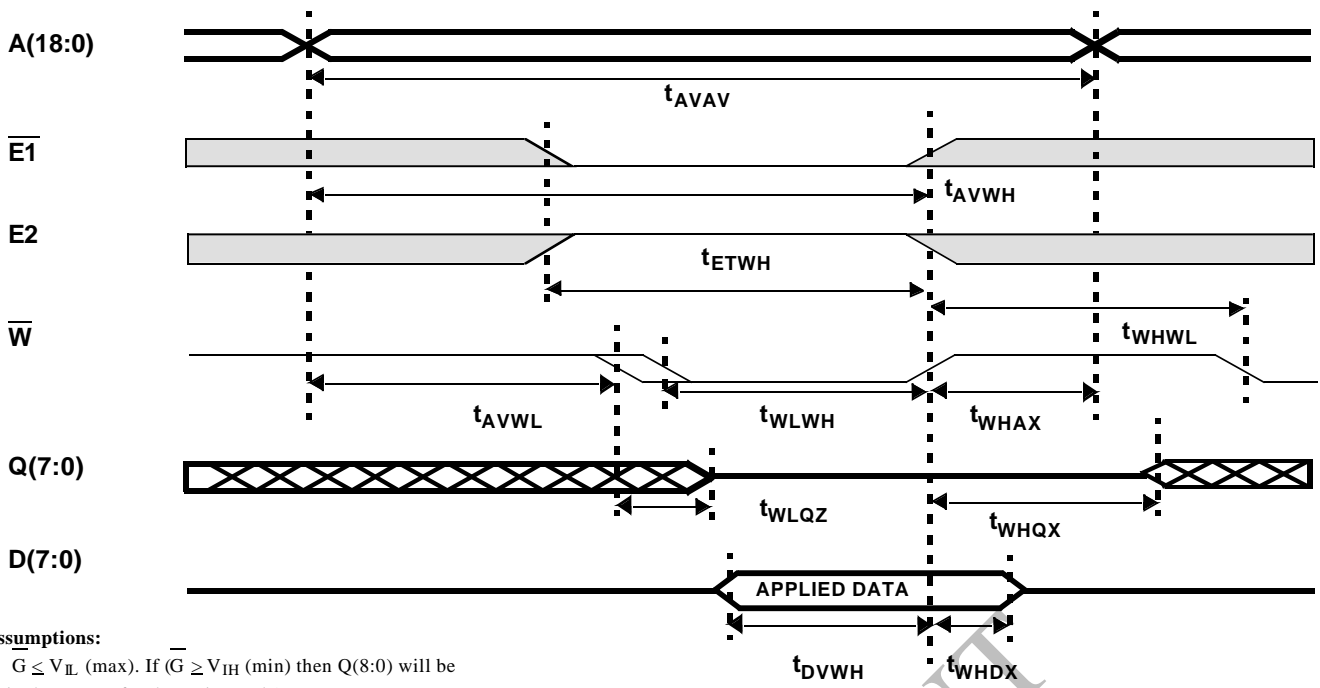 A(18:0)
tAVAV
E1
tAVWH
E2
tETWH
W
tWHWL
tAVWL
tWLWH
tWHAX
Q(7:0)
tWLQZ
tWHQX
D(7:0)
APPLIED DATA
ssumptions:
G ≤ VIL (max). If (G ≥ VIH (min) then Q(8:0) will be
tDVWH
tWHDX